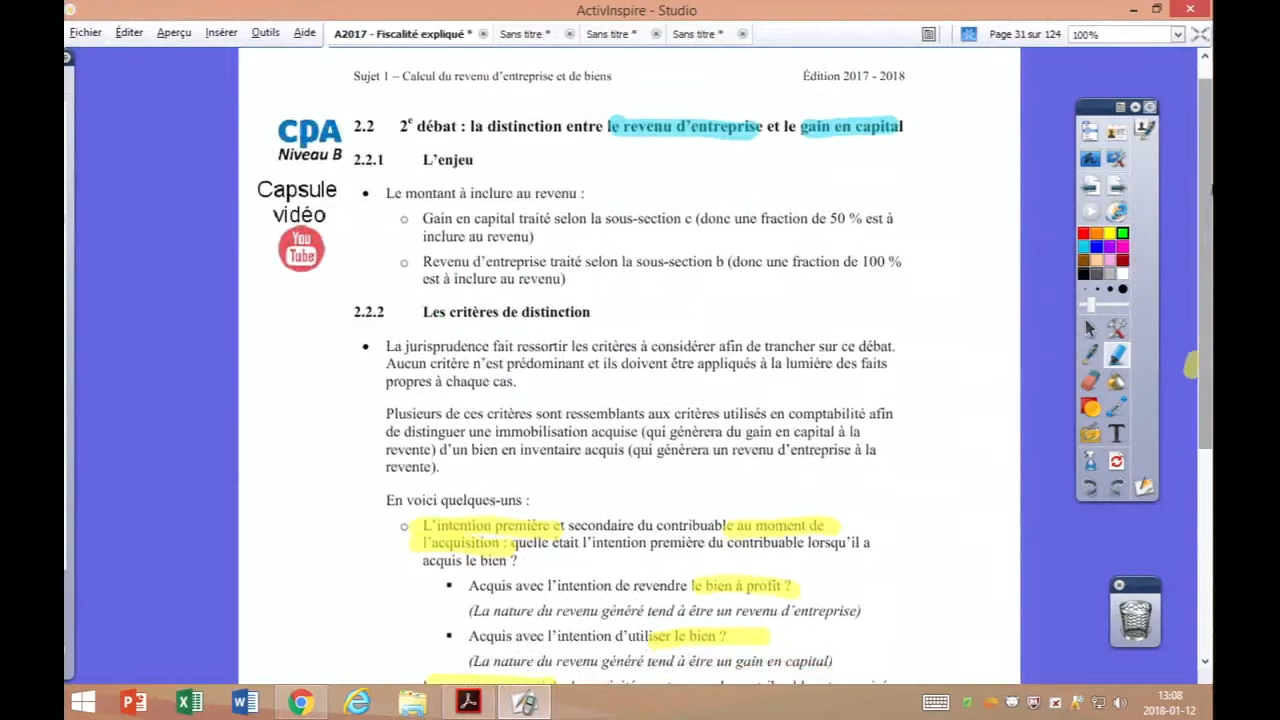 ActivInspire - Studio
Fichier Éditer Aperçu Insérer Outils Aide A2017 - Fiscalité expliqué * Sans titre * Sans titre * Sans titre * Page 31 sur 124 100%
Sujet 1 – Calcul du revenu d’entreprise et de biens Édition 2017 - 2018
CPA
Niveau B
2.2 2e débat : la distinction entre le revenu d’entreprise et le gain en capital
2.2.1 L’enjeu
Capsule
vidéo
You
Tube
• Le montant à inclure au revenu :
o Gain en capital traité selon la sous-section c (donc une fraction de 50 % est à
inclure au revenu)
o Revenu d’entreprise traité selon la sous-section b (donc une fraction de 100 %
est à inclure au revenu)
2.2.2 Les critères de distinction
• La jurisprudence fait ressortir les critères à considérer afin de trancher sur ce débat.
Aucun critère n’est prédominant et ils doivent être appliqués à la lumière des faits
propres à chaque cas.
Plusieurs de ces critères sont ressemblants aux critères utilisés en comptabilité afin
de distinguer une immobilisation acquise (qui génèrera du gain en capital à la
revente) d’un bien en inventaire acquis (qui génèrera un revenu d’entreprise à la
revente).
En voici quelques-uns :
o L’intention première et secondaire du contribuable au moment de
l’acquisition : quelle était l’intention première du contribuable lorsqu’il a
acquis le bien ?
▪ Acquis avec l’intention de revendre le bien à profit ?
(La nature du revenu généré tend à être un revenu d’entreprise)
▪ Acquis avec l’intention d’utiliser le bien ?
(La nature du revenu généré tend à être un gain en capital)
13:08
2018-01-12